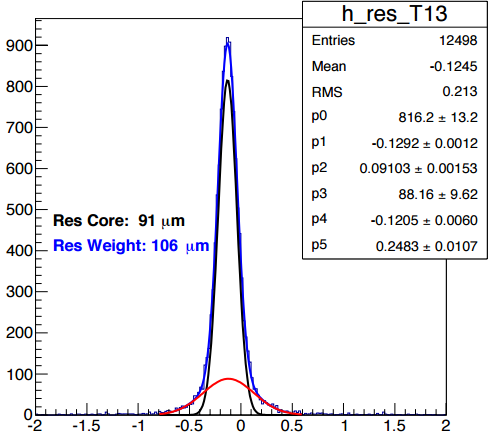 h_res_T13
Entries 12498
Mean -0.1245
RMS 0.213
p0 816.2 ± 13.2
p1 -0.1292 ± 0.0012
p2 0.09103 ± 0.00153
p3 88.16 ± 9.62
p4 -0.1205 ± 0.0060
p5 0.2483 ± 0.0107
900
800
700
600
500
400
300
200
100
0
Res Core: 91 μm
Res Weight: 106 μm
-2 -1.5 -1 -0.5 0 0.5 1 1.5 2